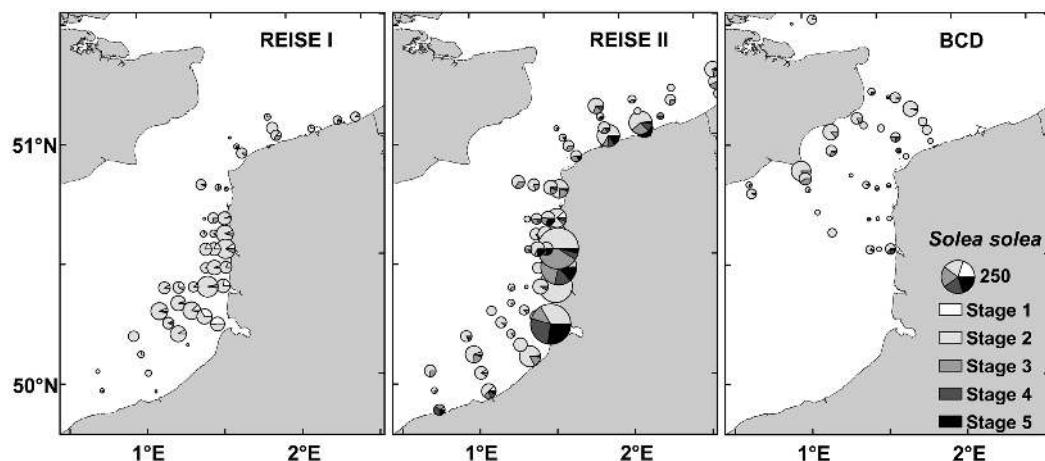 REISE I
REISE II
BCD
51°N
50°N
Solea solea
250
Stage 1
Stage 2
Stage 3
Stage 4
Stage 5
1°E 2°E 1°E 2°E 1°E 2°E